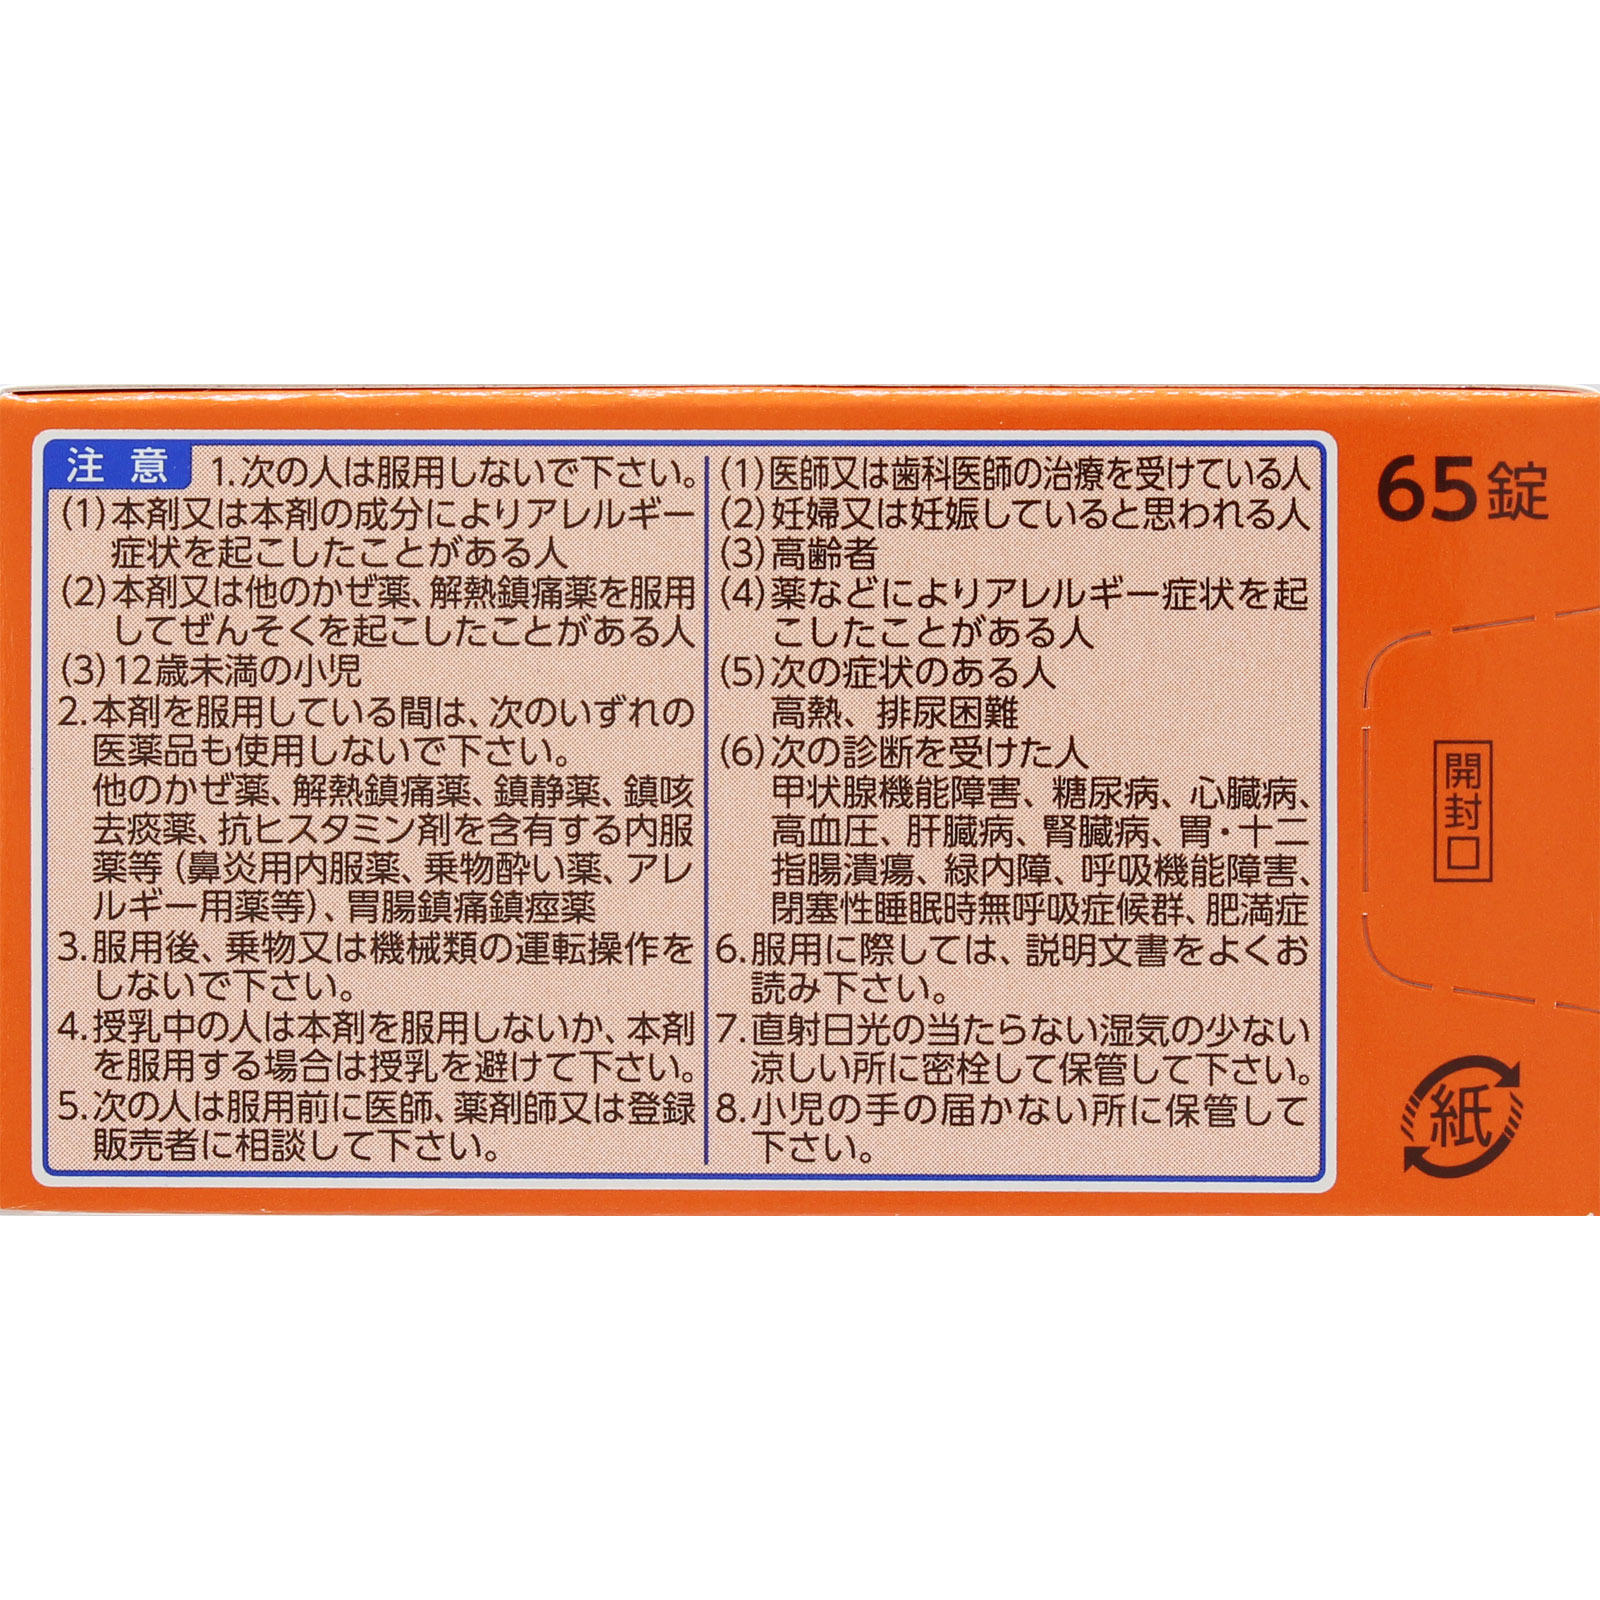 注意 1.次の人は服用しないで下さい。
(1)本剤又は本剤の成分によりアレルギー
症状を起こしたことがある人
(2)本剤又は他のかぜ薬、解熱鎮痛薬を服用
してぜんそくを起こしたことがある人
(3)12歳未満の小児
2.本剤を服用している間は、次のいずれの
医薬品も使用しないで下さい。
他のかぜ薬、解熱鎮痛薬、鎮静薬、鎮咳
去痰薬、抗ヒスタミン剤を含有する内服
薬等(鼻炎用内服薬、乗物酔い薬、アレ
ルギー用薬等)、胃腸鎮痛鎮痙薬
3.服用後、乗物又は機械類の運転操作を
しないで下さい。
4.授乳中の人は本剤を服用しないか、本剤
を服用する場合は授乳を避けて下さい。
5.次の人は服用前に医師、薬剤師又は登録
販売者に相談して下さい。
(1)医師又は歯科医師の治療を受けている人
(2)妊婦又は妊娠していると思われる人
(3)高齢者
(4)薬などによりアレルギー症状を起
こしたことがある人
(5)次の症状のある人
高熱、排尿困難
(6)次の診断を受けた人
甲状腺機能障害、糖尿病、心臓病、
高血圧、肝臓病、腎臓病、胃・十二
指腸潰瘍、緑内障、呼吸機能障害、
閉塞性睡眠時無呼吸症候群、肥満症
6.服用に際しては、説明文書をよくお
読み下さい。
7.直射日光の当たらない湿気の少ない
涼しい所に密栓して保管して下さい。
8.小児の手の届かない所に保管して
下さい。
65錠
開封口
紙